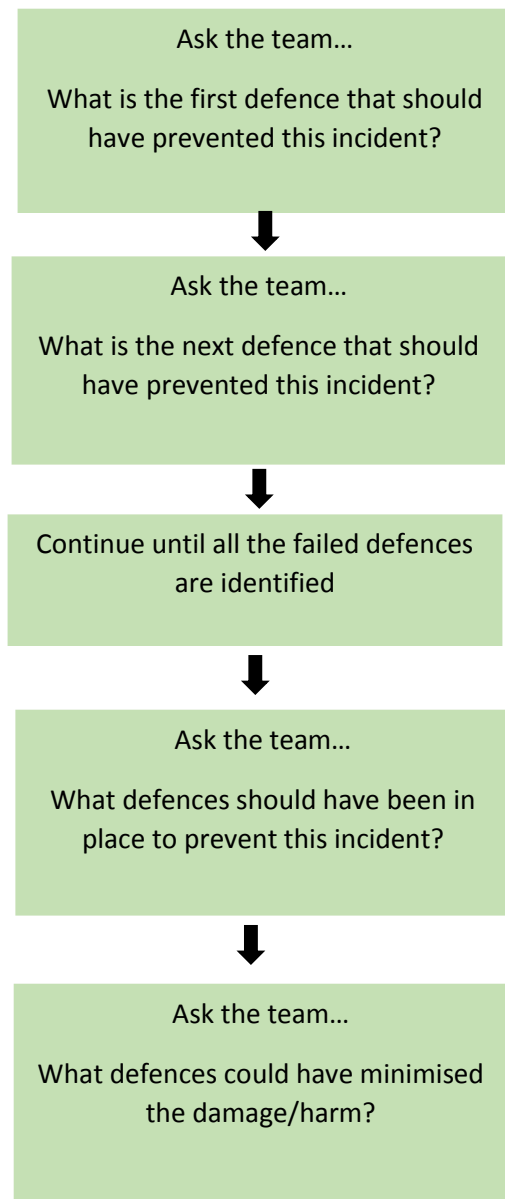 Ask the team…
What is the first defence that should
have prevented this incident?
Ask the team…
What is the next defence that should
have prevented this incident?
Continue until all the failed defences
are identified
Ask the team…
What defences should have been in
place to prevent this incident?
Ask the team…
What defences could have minimised
the damage/harm?